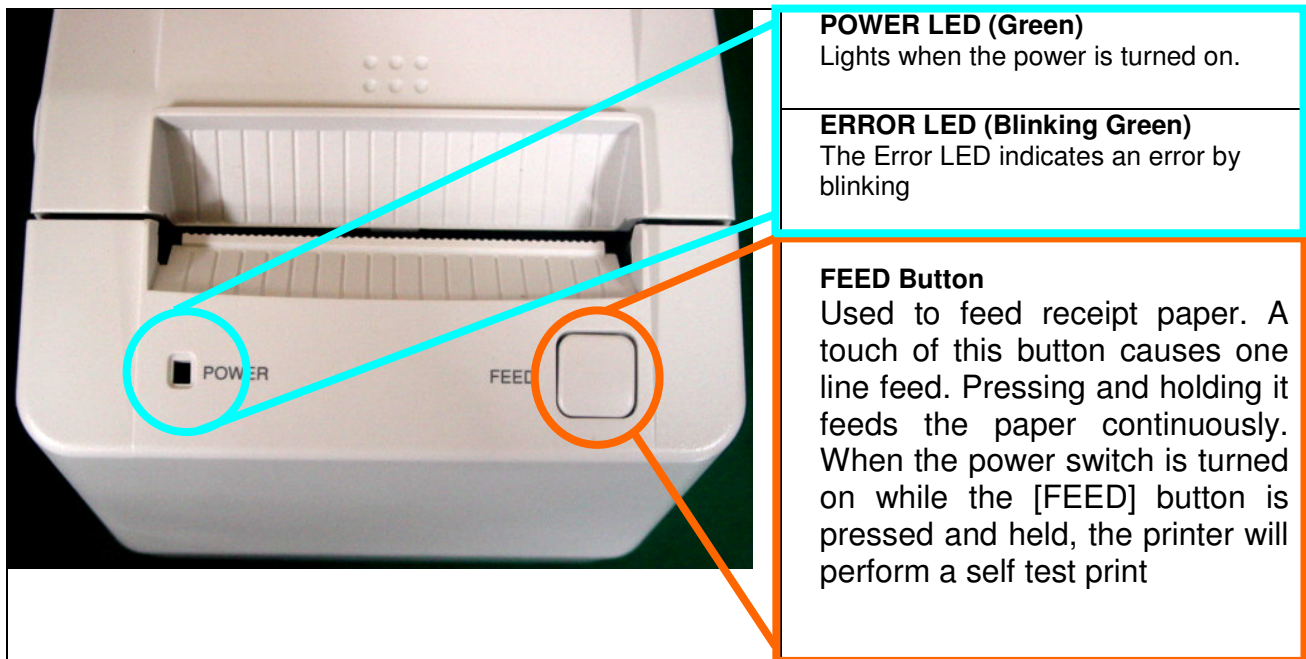 POWER LED (Green)
Lights when the power is turned on.
ERROR LED (Blinking Green)
The Error LED indicates an error by
blinking
FEED Button
Used to feed receipt paper. A
touch of this button causes one
line feed. Pressing and holding it
feeds the paper continuously.
When the power switch is turned
on while the [FEED] button is
pressed and held, the printer will
perform a self test print
POWER
FEED